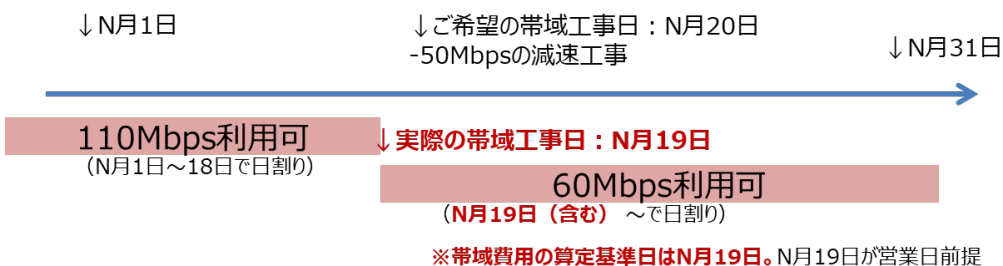 ↓N月1日
↓ご希望の帯域工事日:N月20日
-50Mbpsの減速工事
↓N月31日
110Mbps利用可
(N月1日～18日で日割り)
↓実際の帯域工事日:N月19日
60Mbps利用可
(N月19日(含む) ～で日割り)
※帯域費用の算定基準日はN月19日。N月19日が営業日前提